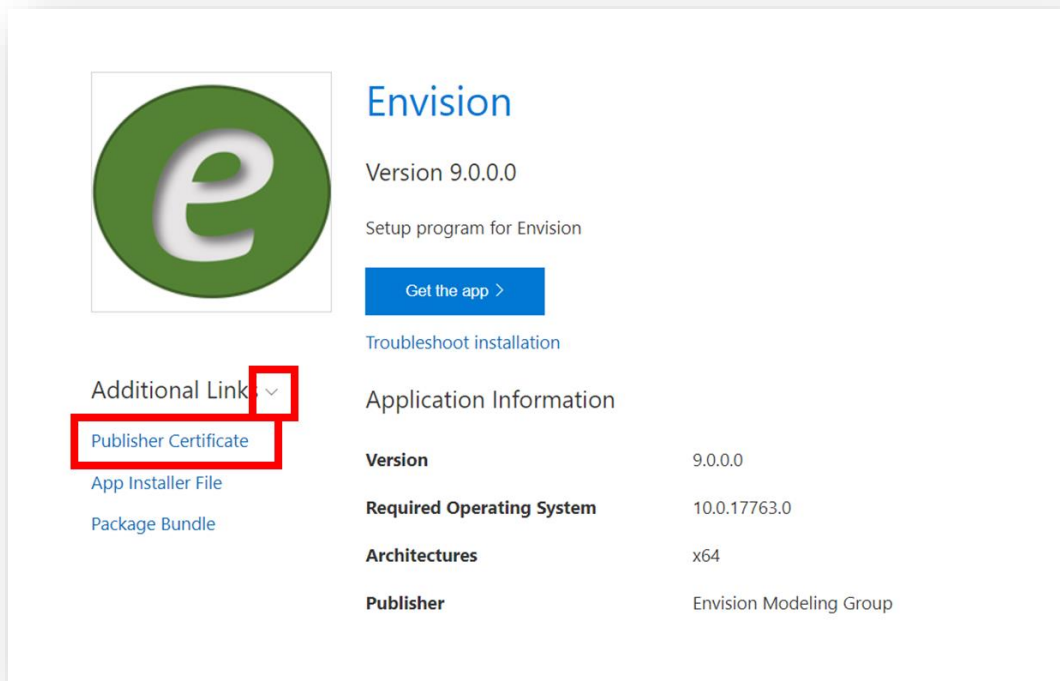 e
Envision
Version 9.0.0.0
Setup program for Envision
Get the app >
Troubleshoot installation
Additional Links
Publisher Certificate
App Installer File
Package Bundle
Application Information
Version 9.0.0.0
Required Operating System 10.0.17763.0
Architectures x64
Publisher Envision Modeling Group